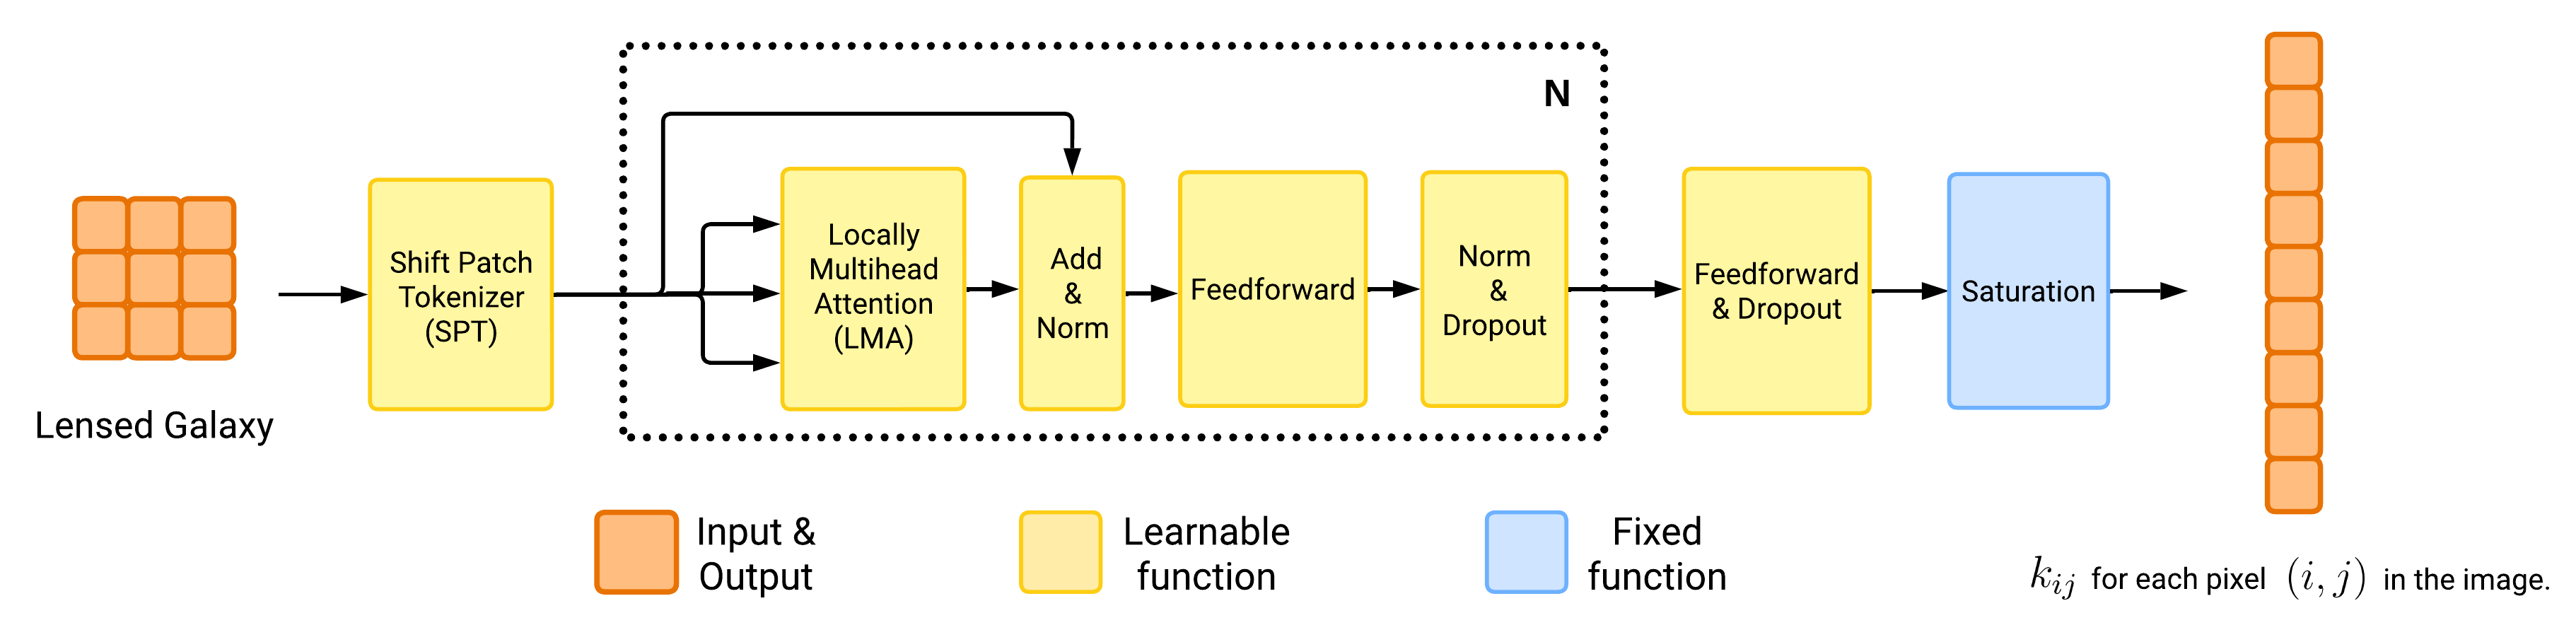 N
Lensed Galaxy
Shift Patch
Tokenizer
(SPT)
Locally
Multihead
Attention
(LMA)
Add
&
Norm
Feedforward
Norm
&
Dropout
Feedforward
& Dropout
Saturation
Input &
Output
Learnable
function
Fixed
function
k_{ij} for each pixel (i, j) in the image.